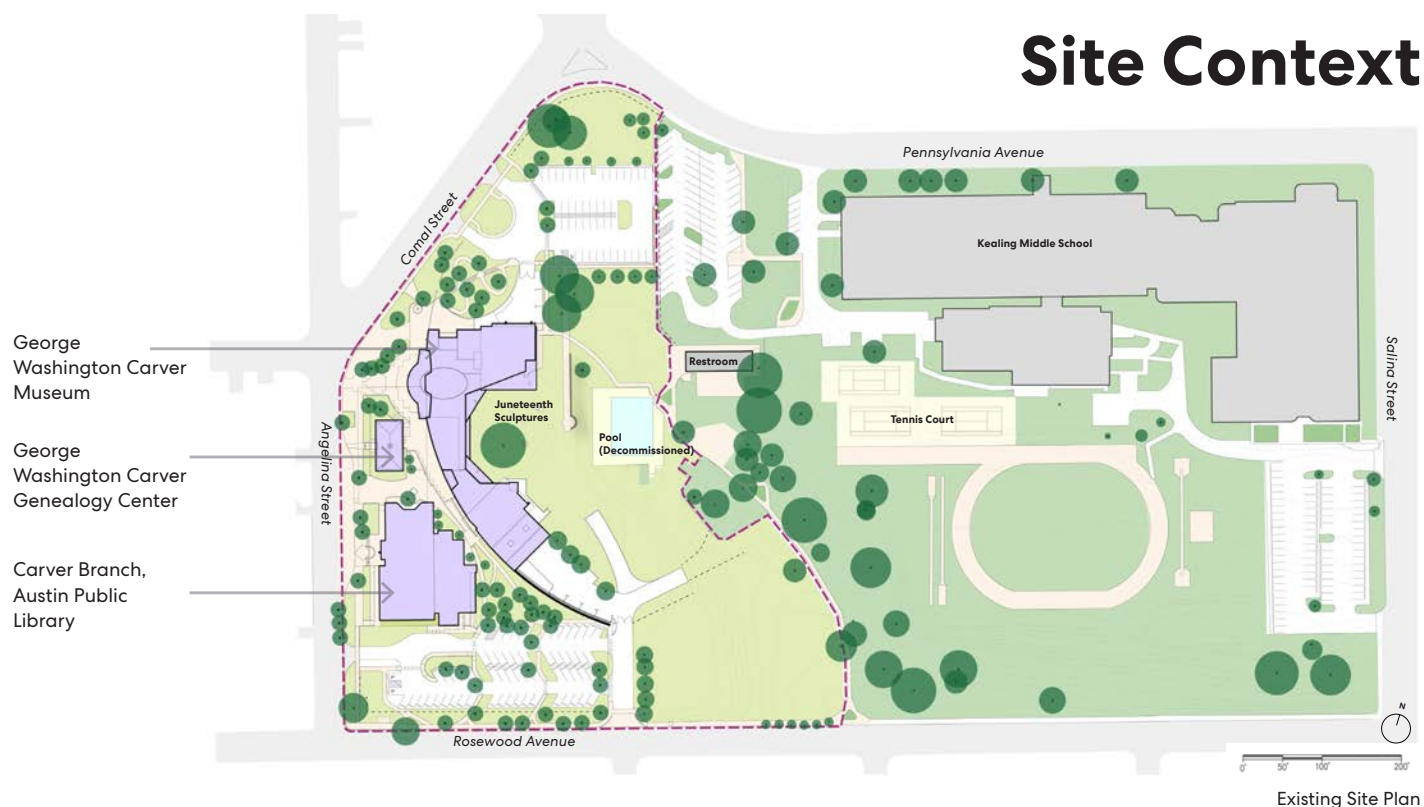 Site Context
Pennsylvania Avenue
Comal Street
Kealing Middle School
George
Washington Carver
Museum
Restroom
Salina Street
Juneteenth
Sculptures
Tennis Court
Pool
(Decommissioned)
George
Washington Carver
Genealogy Center
Angelina Street
Carver Branch,
Austin Public
Library
N
Rosewood Avenue
0' 50' 100' 200'
Existing Site Plan